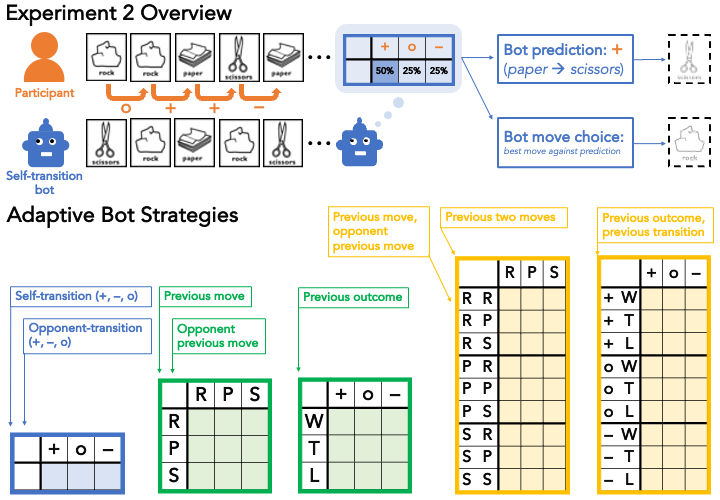 Experiment 2 Overview
Participant
rock
rock
paper
scissors
paper
...
o
+
+
−
Self-transition
bot
scissors
rock
paper
rock
scissors
...
+ o −
50% 25% 25%
Bot prediction: +
(paper → scissors)
scissors
Bot move choice:
best move against prediction
rock
Adaptive Bot Strategies
Self-transition (+, −, o)
Opponent-transition
(+, −, o)
+ o −
Previous move
Opponent
previous move
R P S
R
P
S
Previous outcome
+ o −
W
T
L
Previous move,
opponent
previous move
Previous two moves
R P S
R R
R P
R S
P R
P P
P S
S R
S P
S S
Previous outcome,
previous transition
+ o −
+ W
+ T
+ L
o W
o T
o L
− W
− T
− L